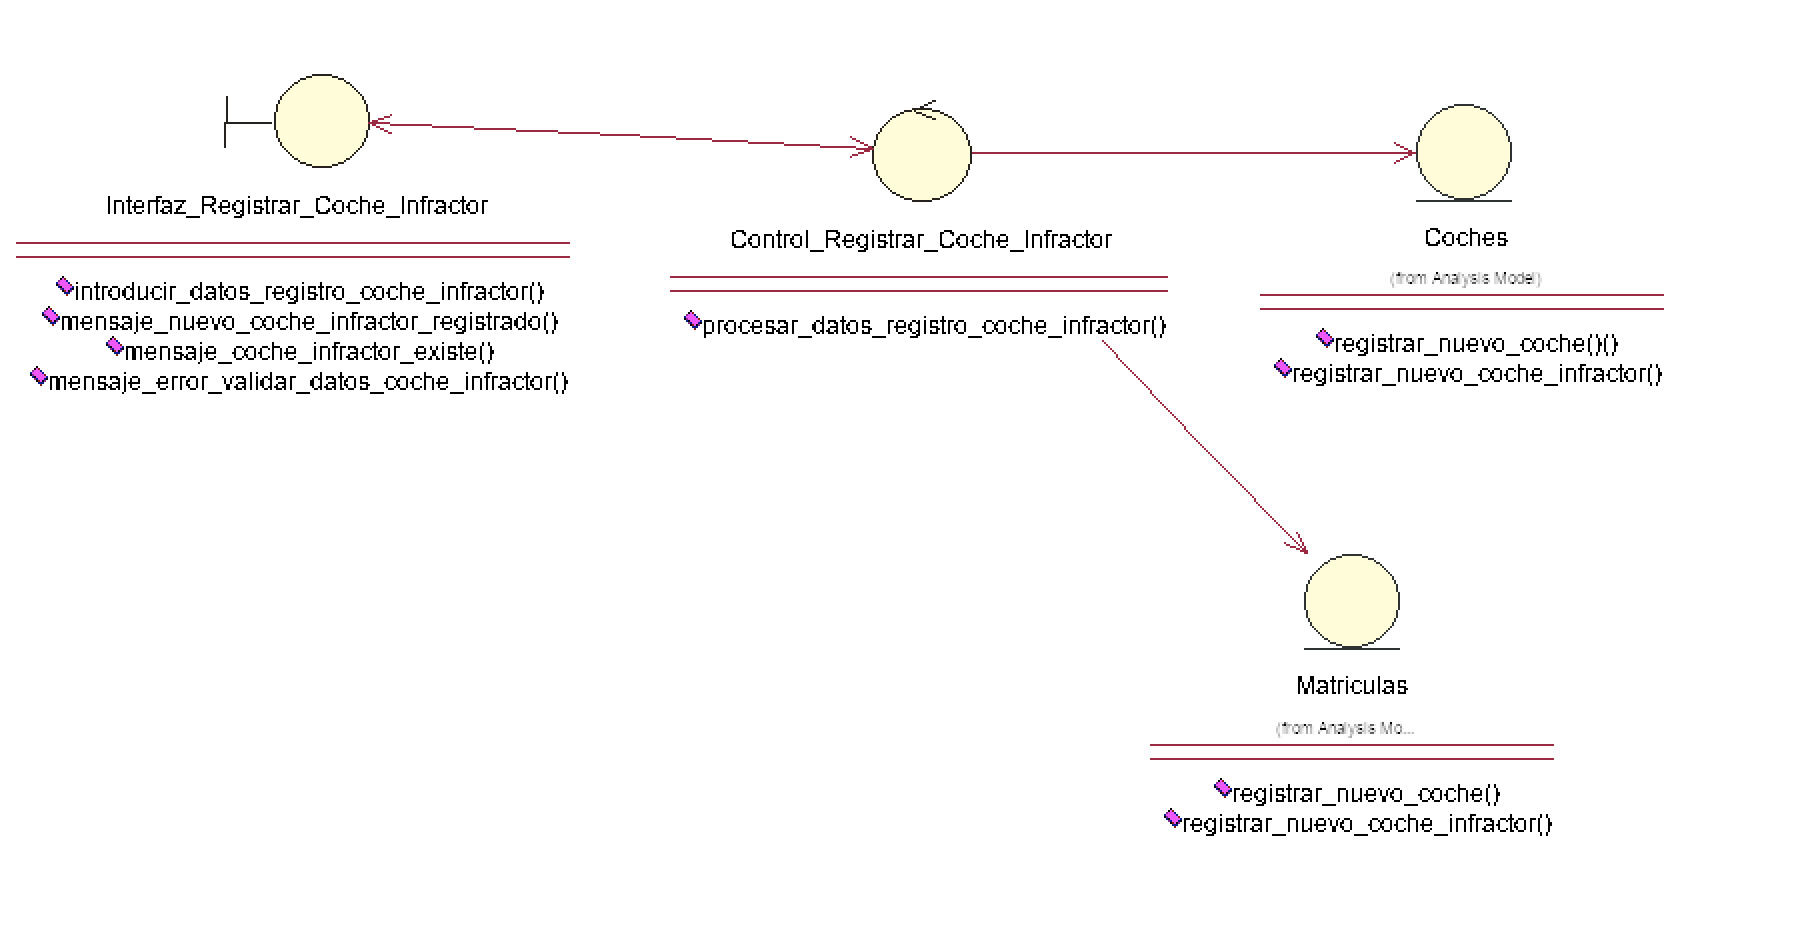 Interfaz_Registrar_Coche_Infractor
introducir_datos_registro_coche_infractor()
mensaje_nuevo_coche_infractor_registrado()
mensaje_coche_infractor_existe()
mensaje_error_validar_datos_coche_infractor()
Control_Registrar_Coche_Infractor
procesar_datos_registro_coche_infractor()
Coches
(from Analysis Model)
registrar_nuevo_coche()()
registrar_nuevo_coche_infractor()
Matriculas
(from Analysis Mo...
registrar_nuevo_coche()
registrar_nuevo_coche_infractor()